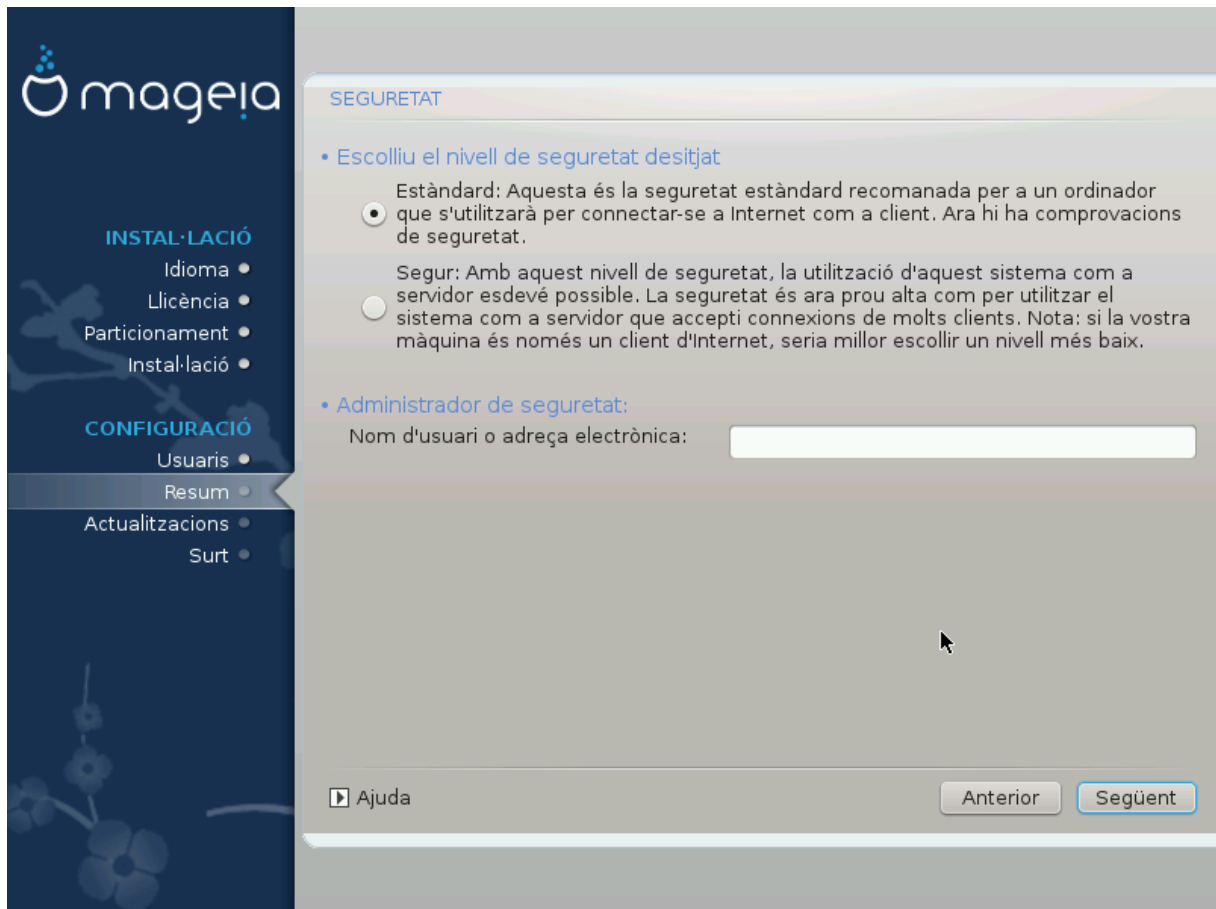 mageia
INSTAL·LACIÓ
Idioma
Llicència
Particionament
Instal·lació
CONFIGURACIÓ
Usuaris
Resum
Actualitzacions
Surt
SEGURETAT
• Escolliu el nivell de seguretat desitjat
Estàndard: Aquesta és la seguretat estàndard recomanada per a un ordinador
que s'utilitzarà per connectar-se a Internet com a client. Ara hi ha comprovacions
de seguretat.
Segur: Amb aquest nivell de seguretat, la utilització d'aquest sistema com a
servidor esdevé possible. La seguretat és ara prou alta com per utilitzar el
sistema com a servidor que accepti connexions de molts clients. Nota: si la vostra
màquina és només un client d'Internet, seria millor escollir un nivell més baix.
• Administrador de seguretat:
Nom d'usuari o adreça electrònica:
Ajuda
Anterior
Següent